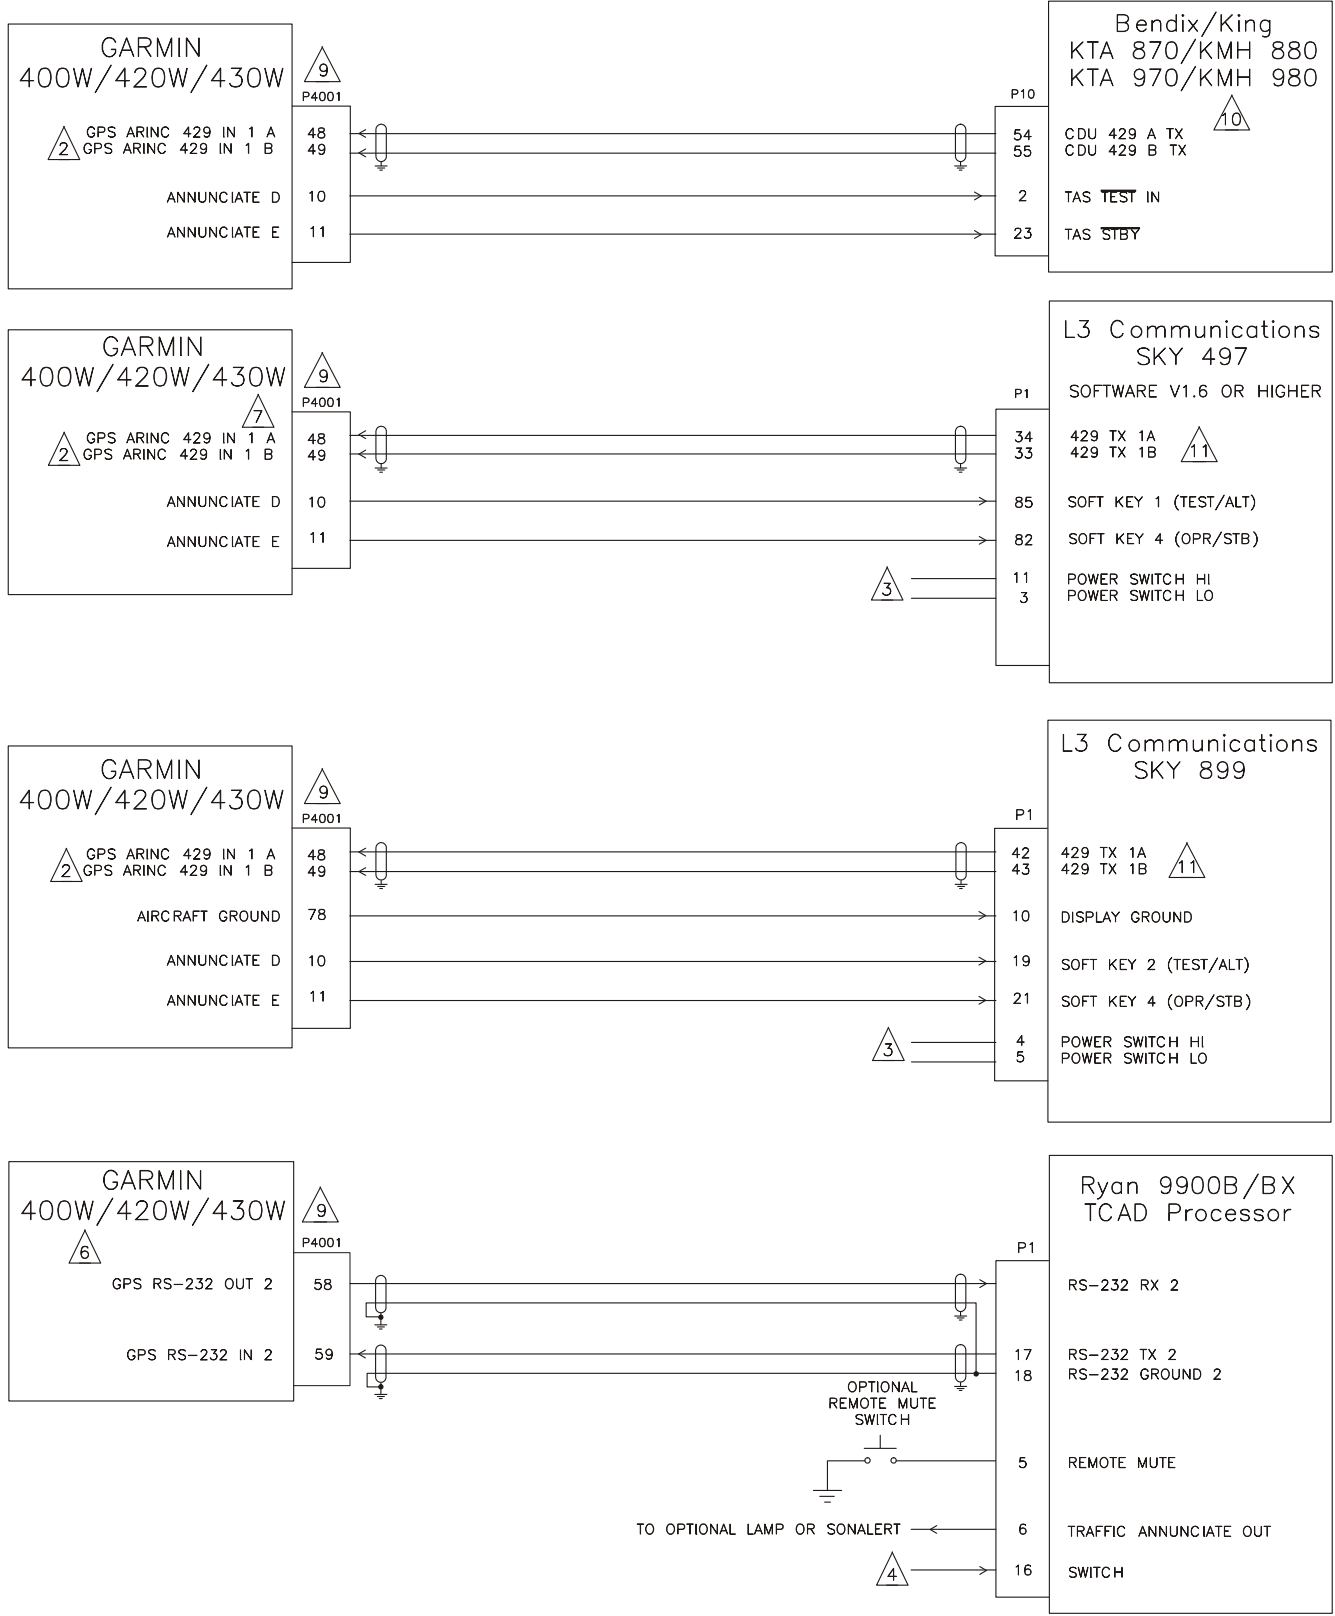 GARMIN
400W/420W/430W
9
P4001
2
GPS ARINC 429 IN 1 A 48
GPS ARINC 429 IN 1 B 49
ANNUNCIATE D 10
ANNUNCIATE E 11
Bendix/King
KTA 870/KMH 880
KTA 970/KMH 980
10
P10
54 CDU 429 A TX
55 CDU 429 B TX
2 TAS TEST IN
23 TAS STBY
GARMIN
400W/420W/430W
9
7
P4001
2
GPS ARINC 429 IN 1 A 48
GPS ARINC 429 IN 1 B 49
ANNUNCIATE D 10
ANNUNCIATE E 11
L3 Communications
SKY 497
SOFTWARE V1.6 OR HIGHER
P1
34 429 TX 1A
33 429 TX 1B
11
85 SOFT KEY 1 (TEST/ALT)
82 SOFT KEY 4 (OPR/STB)
3
11 POWER SWITCH HI
3 POWER SWITCH LO
GARMIN
400W/420W/430W
9
P4001
2
GPS ARINC 429 IN 1 A 48
GPS ARINC 429 IN 1 B 49
AIRCRAFT GROUND 78
ANNUNCIATE D 10
ANNUNCIATE E 11
L3 Communications
SKY 899
P1
42 429 TX 1A
43 429 TX 1B
11
10 DISPLAY GROUND
19 SOFT KEY 2 (TEST/ALT)
21 SOFT KEY 4 (OPR/STB)
3
4 POWER SWITCH HI
5 POWER SWITCH LO
GARMIN
400W/420W/430W
9
6
P4001
GPS RS-232 OUT 2 58
GPS RS-232 IN 2 59
Ryan 9900B/BX
TCAD Processor
P1
RS-232 RX 2
17 RS-232 TX 2
18 RS-232 GROUND 2
OPTIONAL
REMOTE MUTE
SWITCH
5 REMOTE MUTE
TO OPTIONAL LAMP OR SONALERT
6 TRAFFIC ANNUNCIATE OUT
4
16 SWITCH